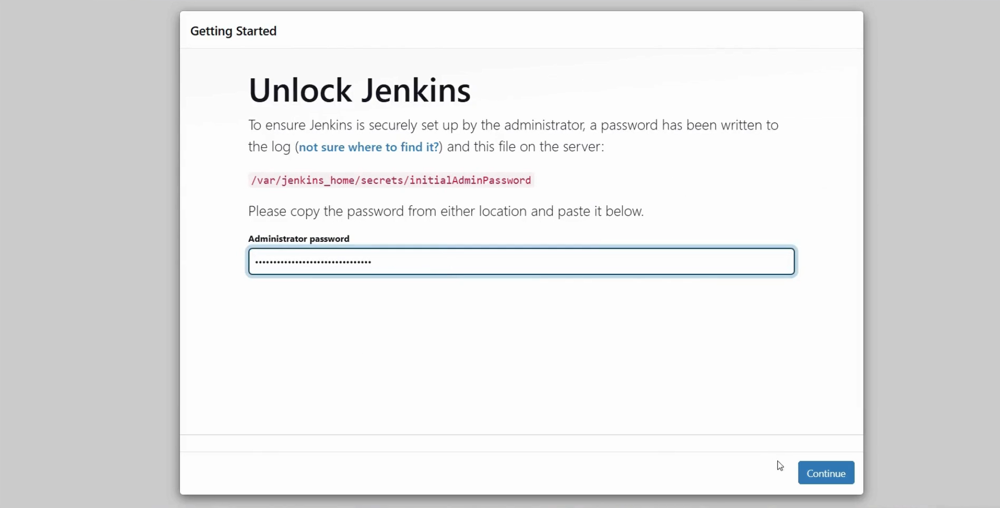 Getting Started
Unlock Jenkins
To ensure Jenkins is securely set up by the administrator, a password has been written to
the log (not sure where to find it?) and this file on the server:
/var/jenkins_home/secrets/initialAdminPassword
Please copy the password from either location and paste it below.
Administrator password
••••••••••••••••••••••••••••••••
Continue